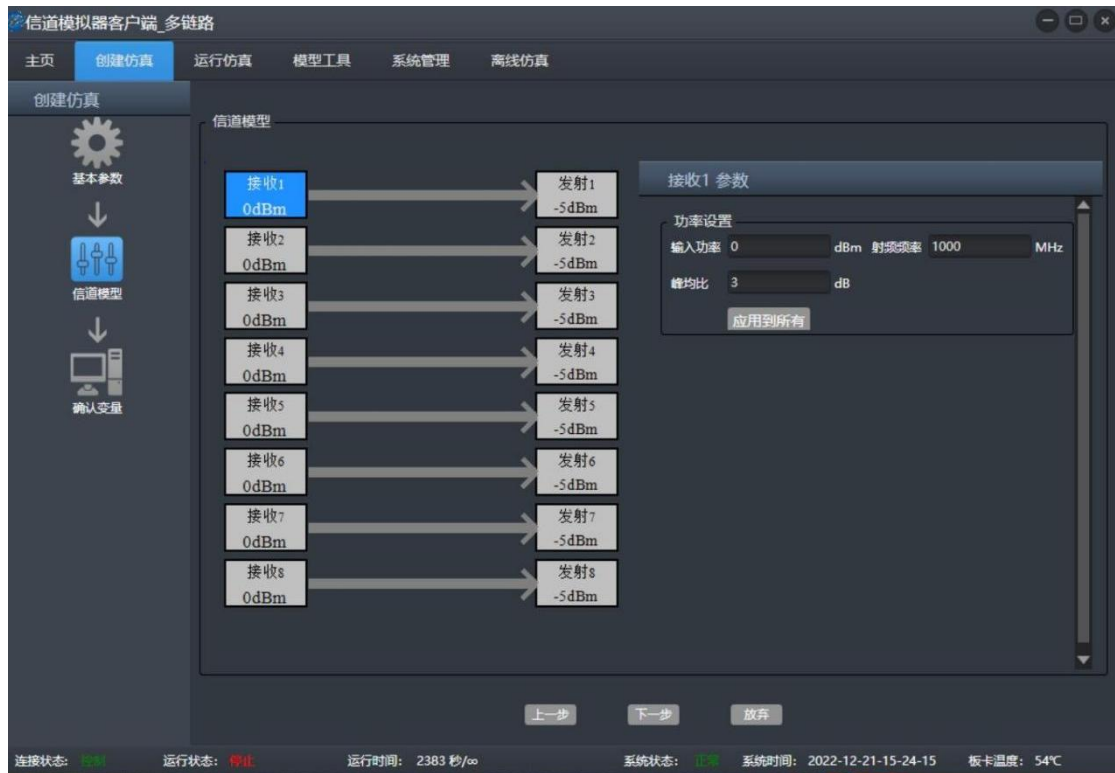 信道模拟器客户端_多链路
主页 创建仿真 运行仿真 模型工具 系统管理 离线仿真
创建仿真
基本参数
信道模型
确认变量
信道模型
接收1 0dBm 发射1 -5dBm
接收2 0dBm 发射2 -5dBm
接收3 0dBm 发射3 -5dBm
接收4 0dBm 发射4 -5dBm
接收5 0dBm 发射5 -5dBm
接收6 0dBm 发射6 -5dBm
接收7 0dBm 发射7 -5dBm
接收8 0dBm 发射8 -5dBm
接收1 参数
功率设置
输入功率 0 dBm 射频频率 1000 MHz
峰均比 3 dB
应用到所有
上一步 下一步 放弃
连接状态: 控制 运行状态: 停止 运行时间: 2383 秒/∞ 系统状态: 正常 系统时间: 2022-12-21-15-24-15 板卡温度: 54℃